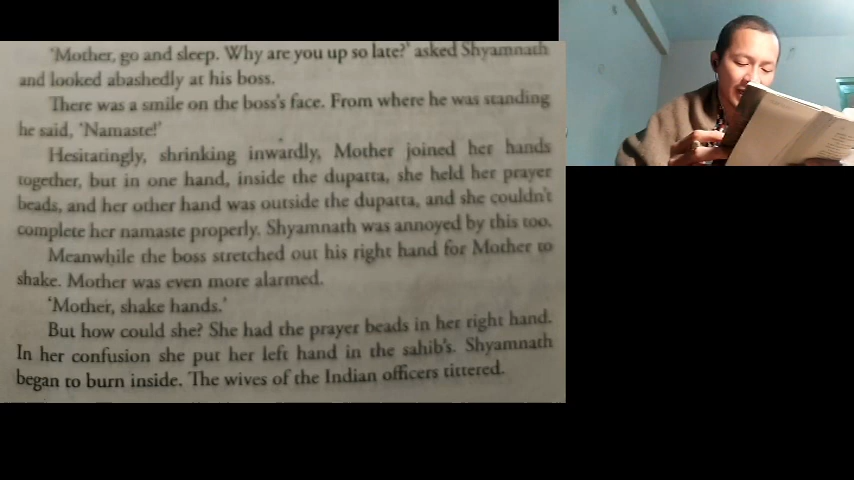 'Mother, go and sleep. Why are you up so late?' asked Shyamnath
and looked abashedly at his boss.
There was a smile on the boss's face. From where he was standing
he said, 'Namaste!'
Hesitatingly, shrinking inwardly, Mother joined her hands
together, but in one hand, inside the dupatta, she held her prayer
beads, and her other hand was outside the dupatta, and she couldn't
complete her namaste properly. Shyamnath was annoyed by this too.
Meanwhile the boss stretched out his right hand for Mother to
shake. Mother was even more alarmed.
'Mother, shake hands.'
But how could she? She had the prayer beads in her right hand.
In her confusion she put her left hand in the sahib's. Shyamnath
began to burn inside. The wives of the Indian officers tittered.